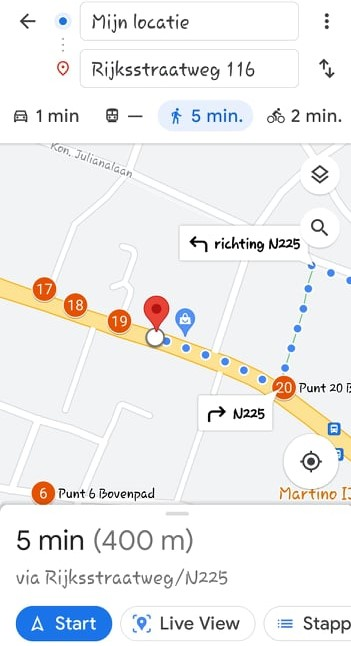 Mijn locatie
Rijksstraatweg 116
1 min
—
5 min.
2 min.
Kon. Julianalaan
richting N225
17
18
19
20 Punt 20 B
N225
6 Punt 6 Bovenpad
Martino I
5 min (400 m)
via Rijksstraatweg/N225
Start
Live View
Stapp